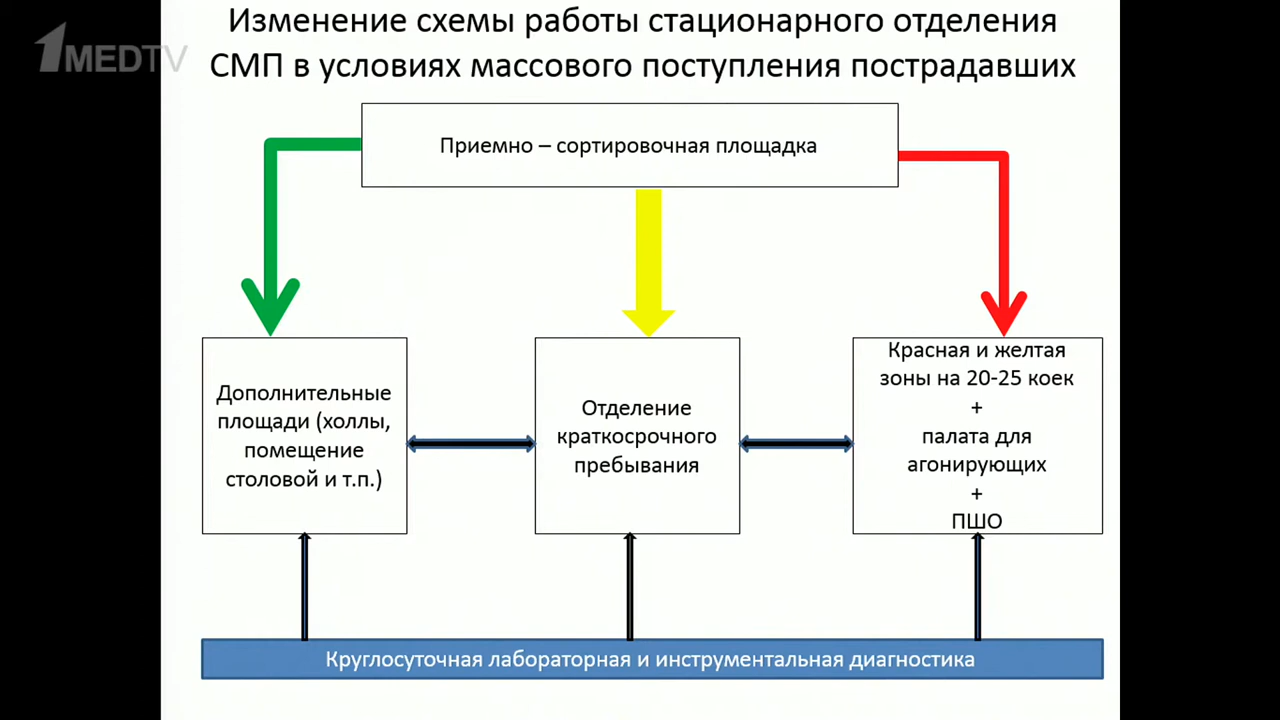 Изменение схемы работы стационарного отделения
СМП в условиях массового поступления пострадавших
1MEDTV
Приемно – сортировочная площадка
Дополнительные
площади (холлы,
помещение
столовой и т.п.)
Отделение
краткосрочного
пребывания
Красная и желтая
зоны на 20-25 коек
+
палата для
агонирующих
+
ПШО
Круглосуточная лабораторная и инструментальная диагностика